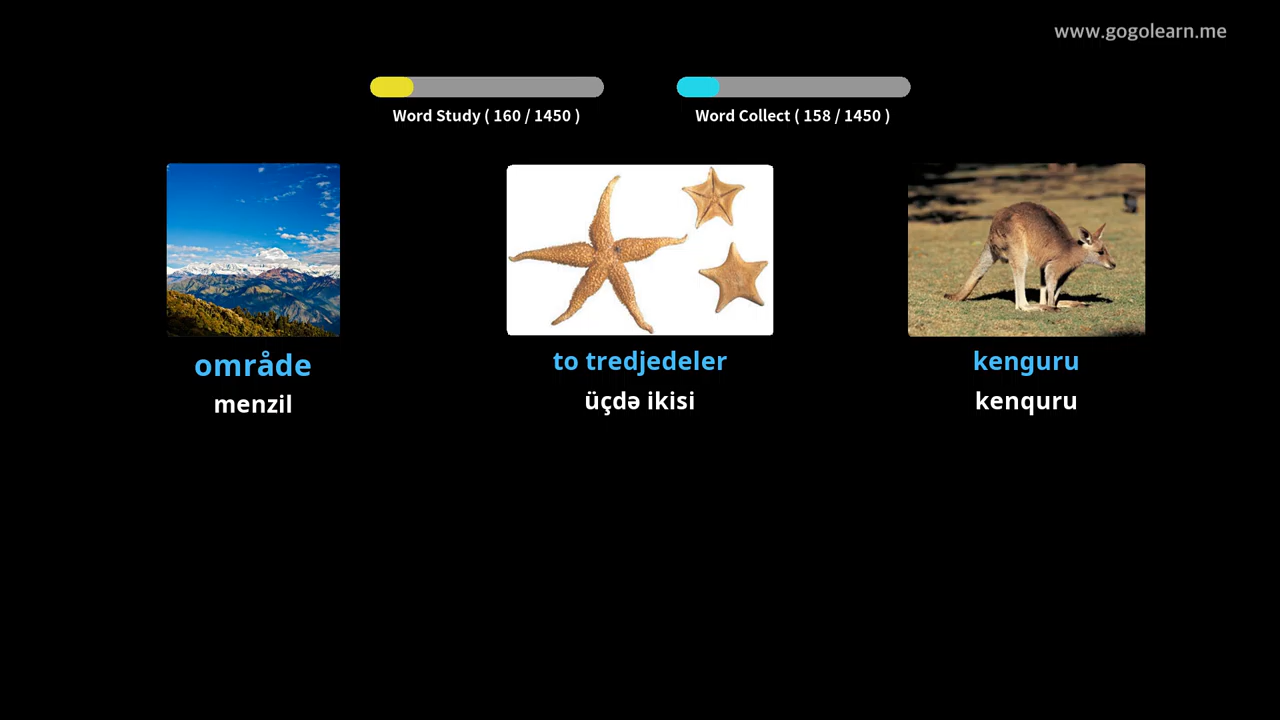 www.gogolearn.me
Word Study ( 160 / 1450 )
Word Collect ( 158 / 1450 )
område
to tredjedeler
kenguru
menzil
üçdə ikisi
kenquru